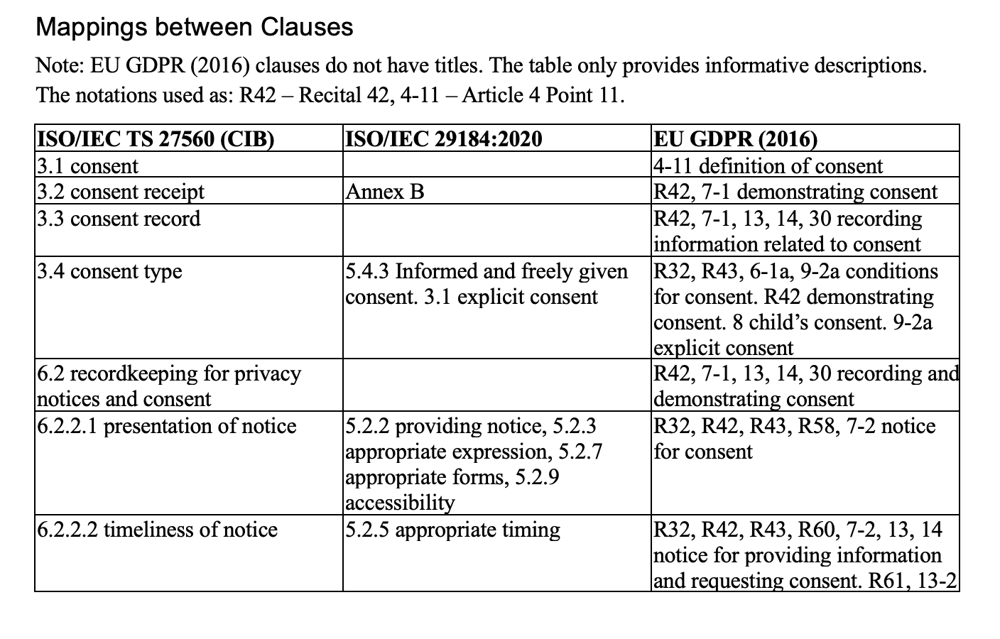 Mappings between Clauses
Note: EU GDPR (2016) clauses do not have titles. The table only provides informative descriptions.
The notations used as: R42 – Recital 42, 4-11 – Article 4 Point 11.
ISO/IEC TS 27560 (CIB) ISO/IEC 29184:2020 EU GDPR (2016)
3.1 consent 4-11 definition of consent
3.2 consent receipt Annex B R42, 7-1 demonstrating consent
3.3 consent record R42, 7-1, 13, 14, 30 recording
information related to consent
3.4 consent type 5.4.3 Informed and freely given R32, R43, 6-1a, 9-2a conditions
consent. 3.1 explicit consent for consent. R42 demonstrating
consent. 8 child’s consent. 9-2a
explicit consent
6.2 recordkeeping for privacy R42, 7-1, 13, 14, 30 recording and
notices and consent demonstrating consent
6.2.2.1 presentation of notice 5.2.2 providing notice, 5.2.3 R32, R42, R43, R58, 7-2 notice
appropriate expression, 5.2.7 for consent
appropriate forms, 5.2.9
accessibility
6.2.2.2 timeliness of notice 5.2.5 appropriate timing R32, R42, R43, R60, 7-2, 13, 14
notice for providing information
and requesting consent. R61, 13-2